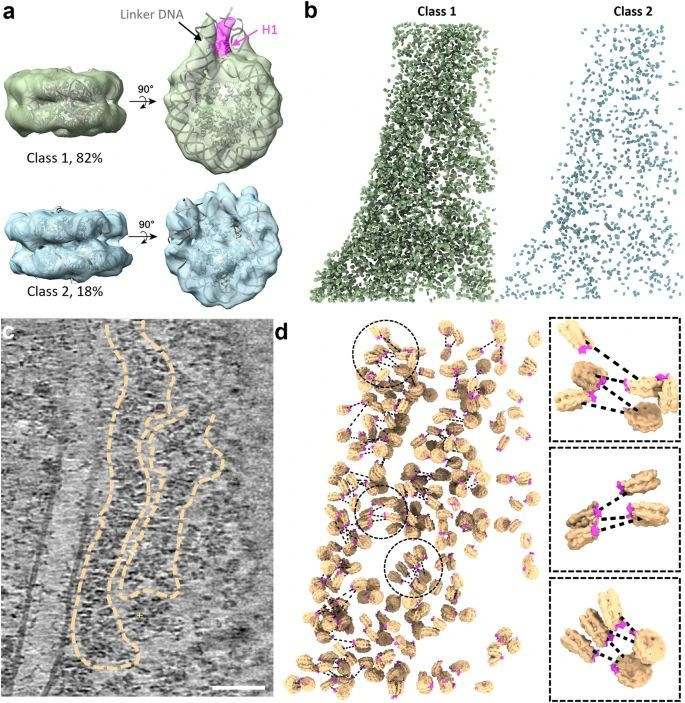 a
Linker DNA
H1
90°
Class 1, 82%
90°
Class 2, 18%
b
Class 1
Class 2
c
d